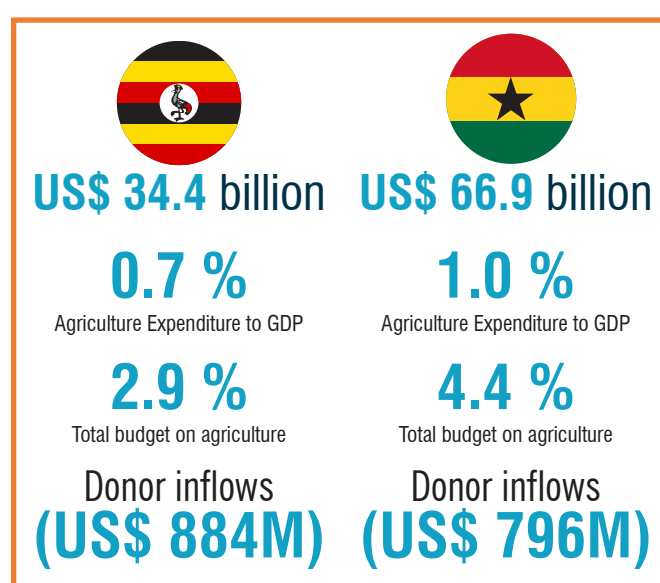 US$ 34.4 billion
0.7 %
Agriculture Expenditure to GDP
2.9 %
Total budget on agriculture
Donor inflows
(US$ 884M)
US$ 66.9 billion
1.0 %
Agriculture Expenditure to GDP
4.4 %
Total budget on agriculture
Donor inflows
(US$ 796M)